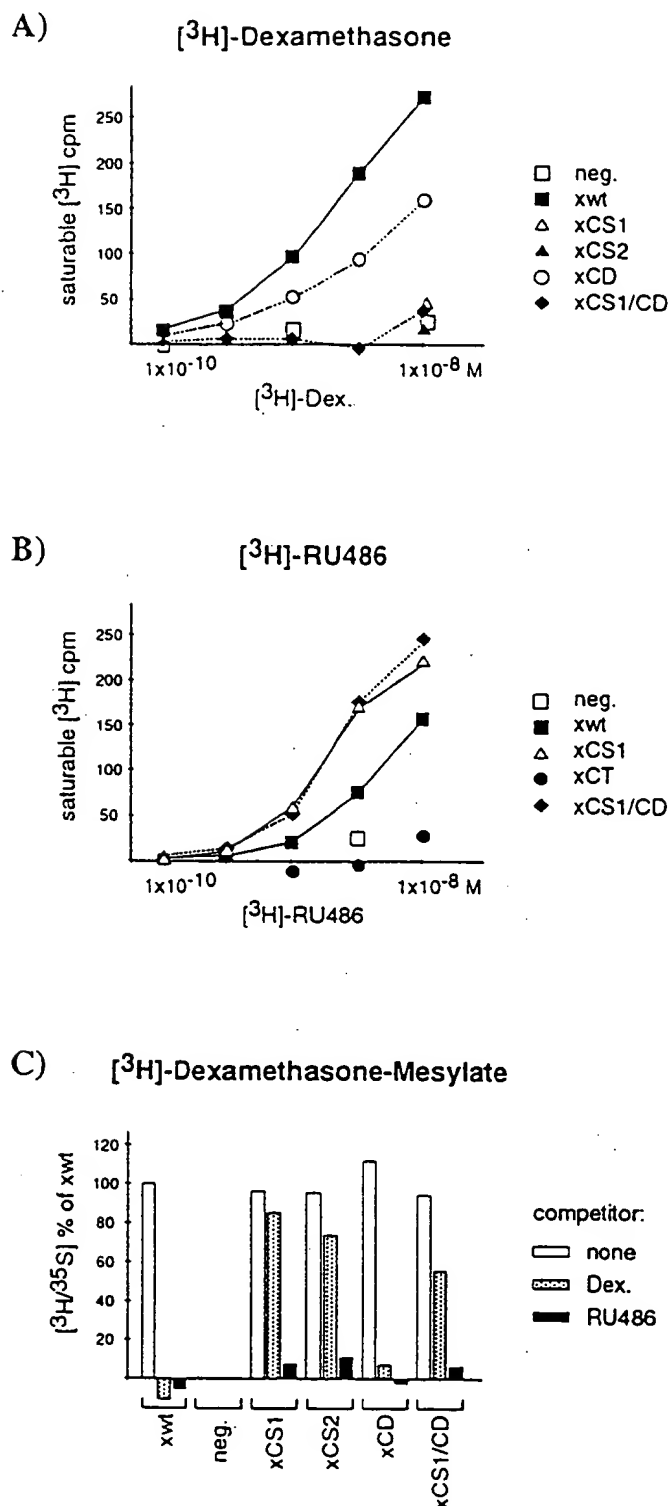 A)
[³H]-Dexamethasone
saturable [³H] cpm
250
200
150
100
50
1x10⁻¹⁰
1x10⁻⁸ M
[³H]-Dex.
neg.
xwt
xCS1
xCS2
xCD
xCS1/CD
B)
[³H]-RU486
saturable [³H] cpm
250
200
150
100
50
1x10⁻¹⁰
1x10⁻⁸ M
[³H]-RU486
neg.
xwt
xCS1
xCT
xCS1/CD
C)
[³H]-Dexamethasone-Mesylate
[³H/³⁵S] % of xwt
120
100
80
60
40
20
xwt
neg.
xCS1
xCS2
xCD
xCS1/CD
competitor:
none
Dex.
RU486